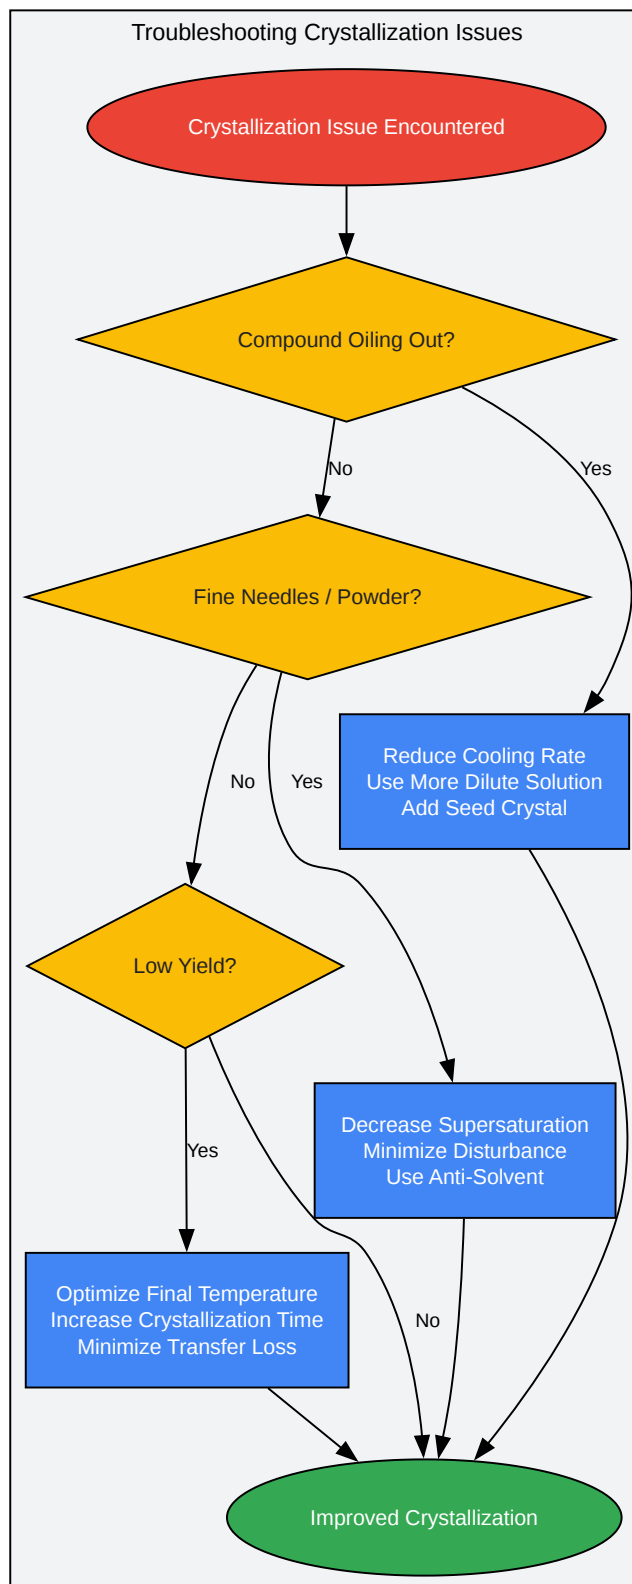 Troubleshooting Crystallization Issues
Crystallization Issue Encountered
Compound Oiling Out?
No
Yes
Fine Needles / Powder?
Reduce Cooling Rate
Use More Dilute Solution
Add Seed Crystal
No
Yes
Low Yield?
Decrease Supersaturation
Minimize Disturbance
Use Anti-Solvent
Yes
Optimize Final Temperature
Increase Crystallization Time
Minimize Transfer Loss
No
Improved Crystallization